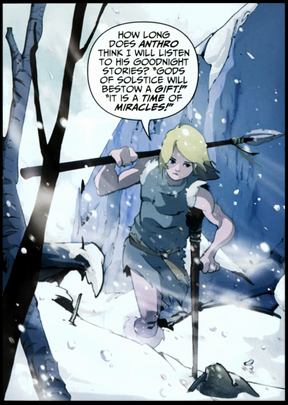 HOW LONG
DOES ANTHRO
THINK I WILL LISTEN
TO HIS GOODNIGHT
STORIES? "GODS
OF SOLSTICE WILL
BESTOW A GIFT!"
"IT IS A TIME OF
MIRACLES!"